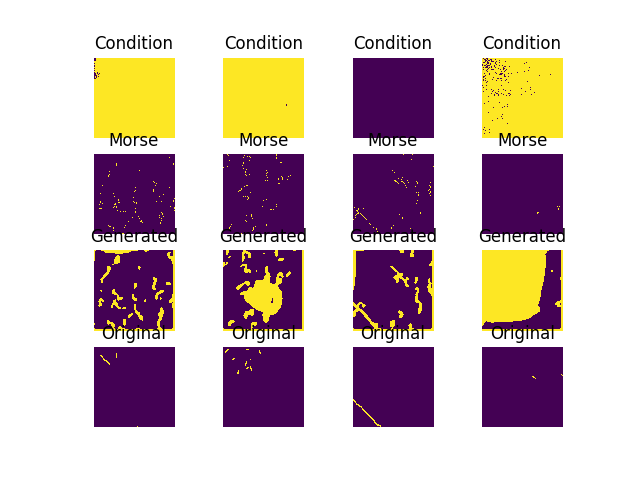 Condition Condition Condition Condition
Morse Morse Morse Morse
Generated Generated Generated Generated
Original Original Original Original